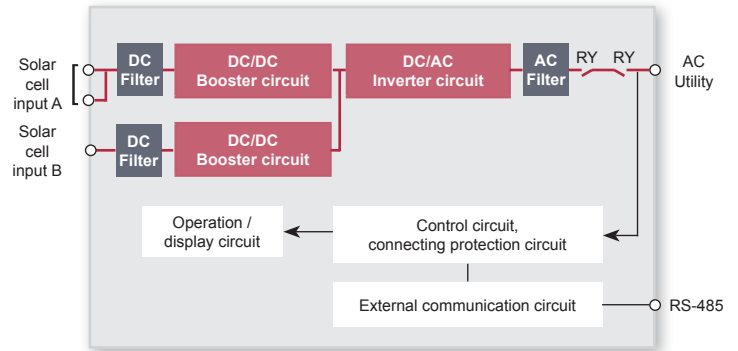 Solar
cell
input A
DC
Filter
DC/DC
Booster circuit
DC/AC
Inverter circuit
AC
Filter
RY RY
AC
Utility
Solar
cell
input B
DC
Filter
DC/DC
Booster circuit
Operation /
display circuit
Control circuit,
connecting protection circuit
External communication circuit
RS-485